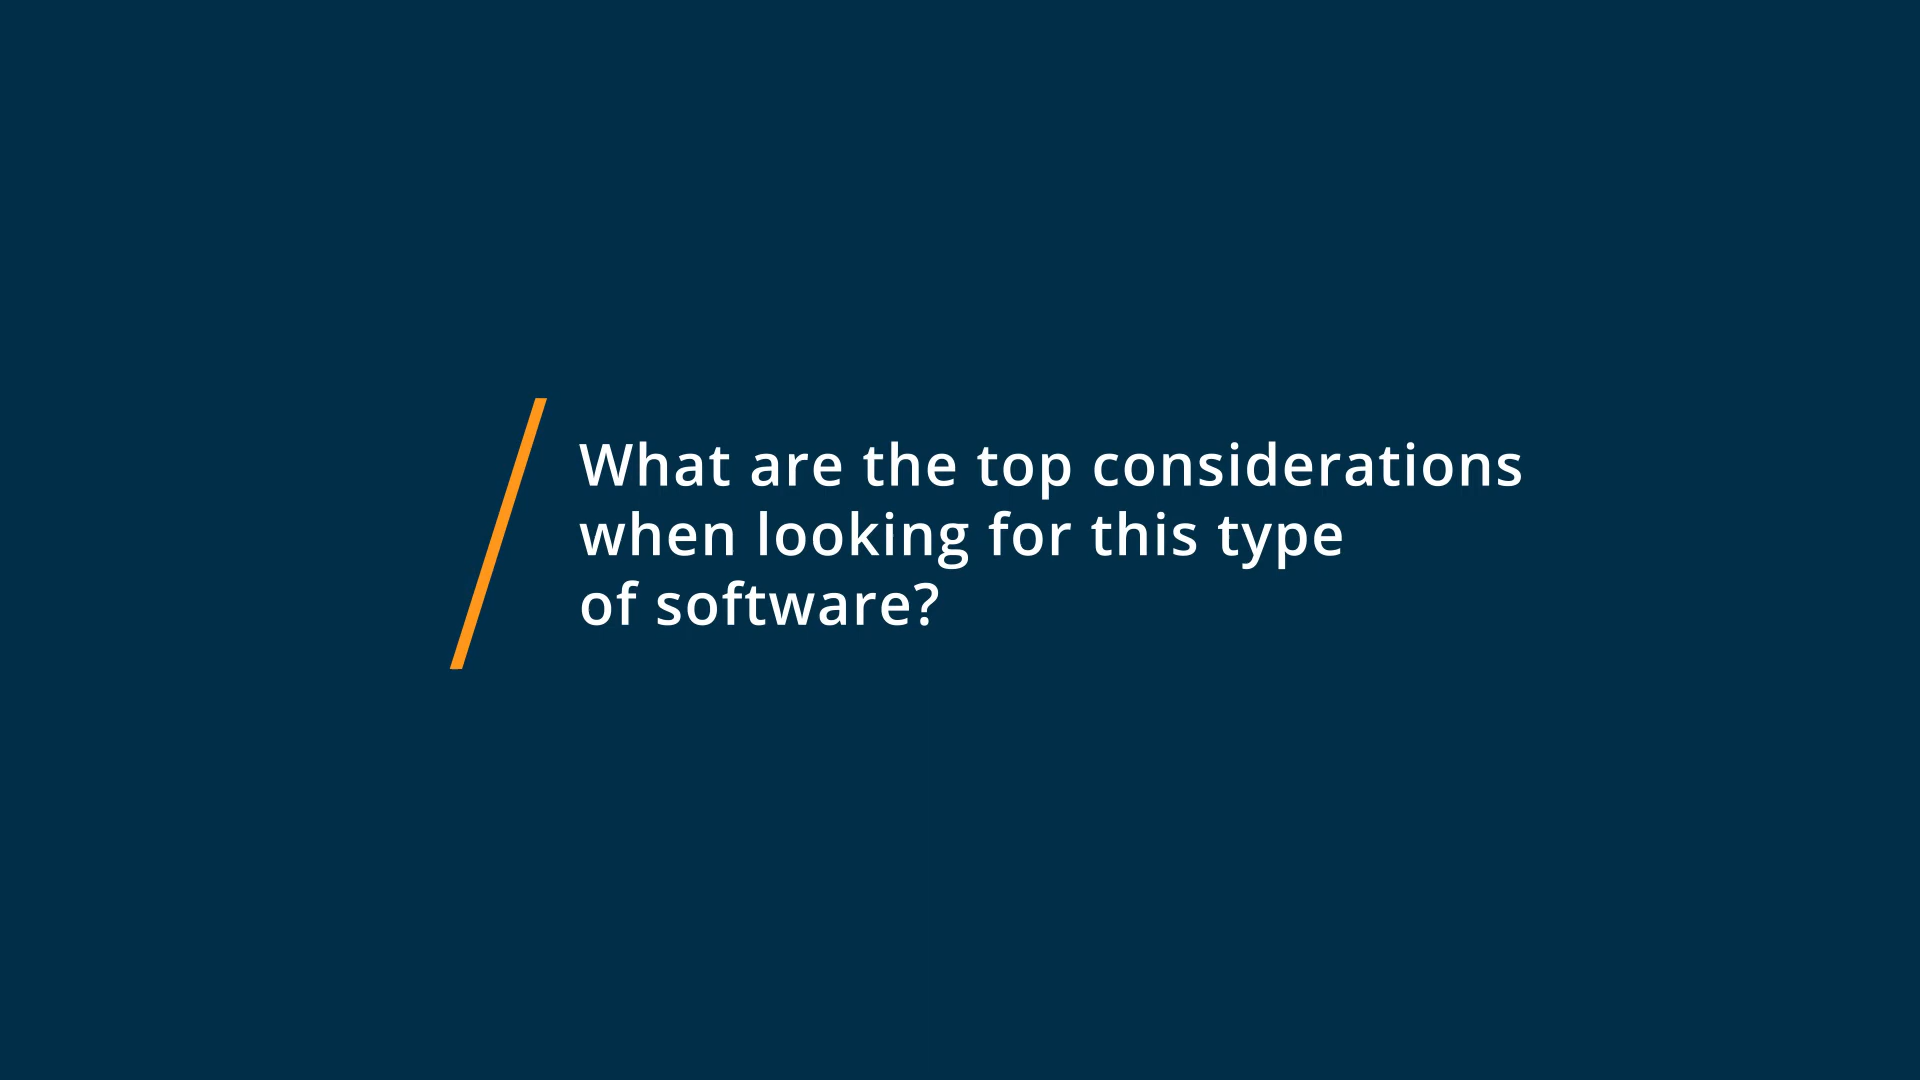 What are the top considerations
when looking for this type
of software?